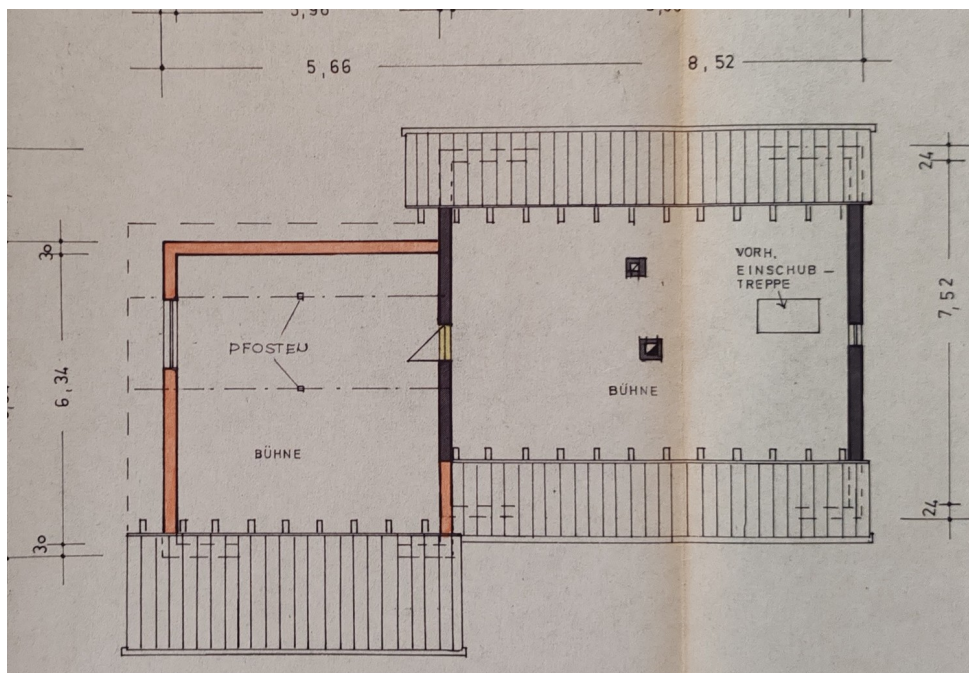 5,66
8,52
24
30
VORH.
EINSCHUB –
TREPPE
7,52
PFOSTEN
6,34
BÜHNE
BÜHNE
24
30